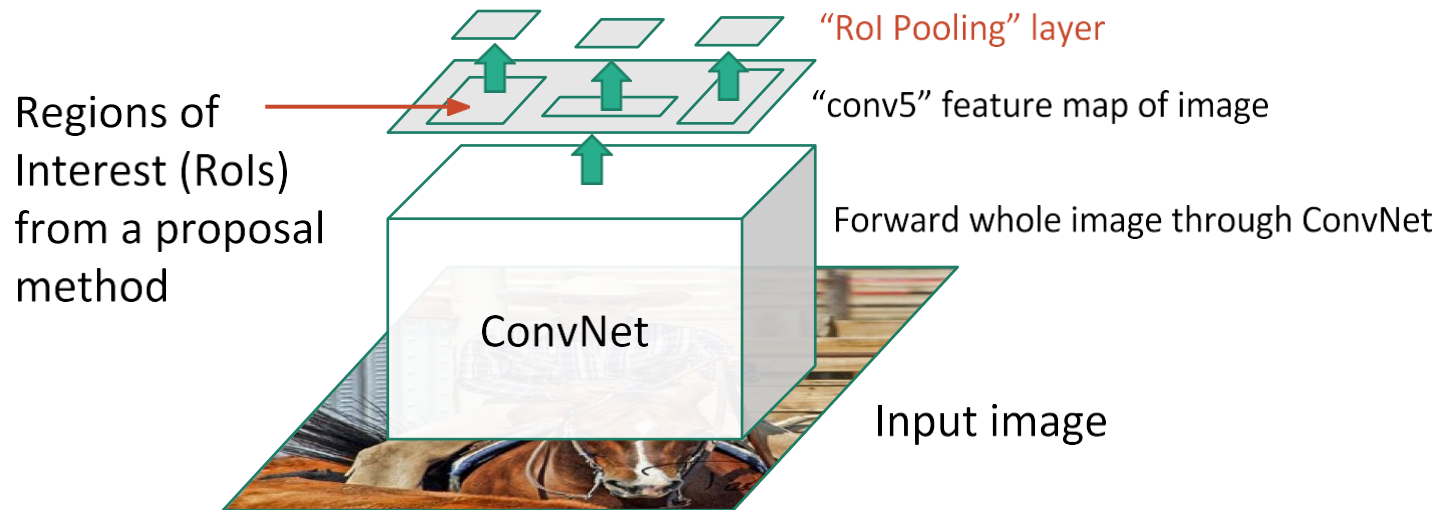 “RoI Pooling” layer
“conv5” feature map of image
Regions of
Interest (RoIs)
from a proposal
method
Forward whole image through ConvNet
ConvNet
Input image